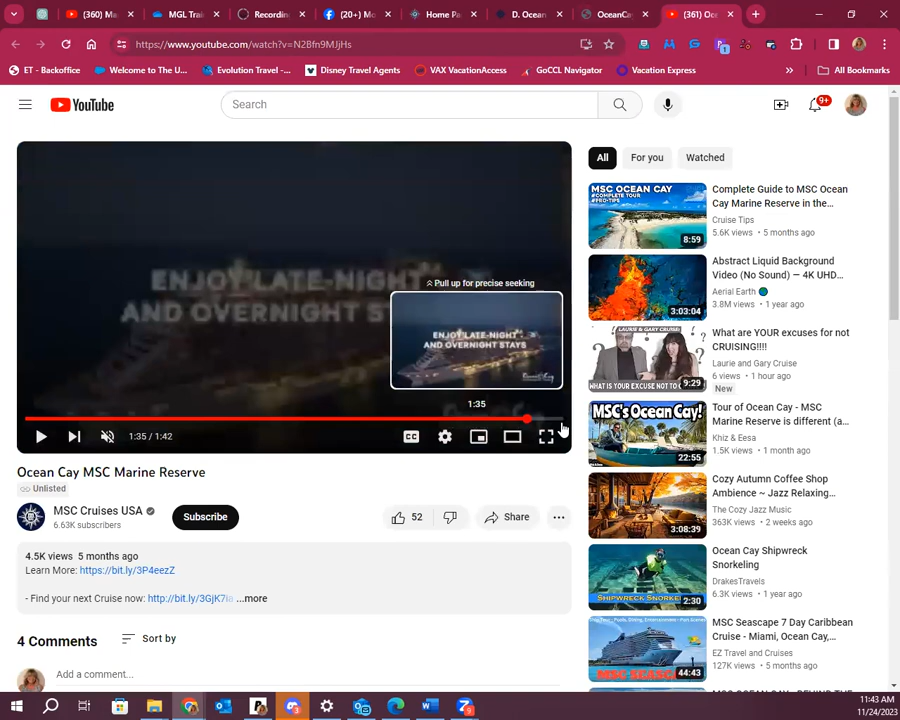 (360) M
MGL Trai
Recordin
(20+) Mo
Home Pa
D. Ocean
OceanCa
(361) Oce
https://www.youtube.com/watch?v=N2Bfn9MJjHs
ET - Backoffice
Welcome to The U...
Evolution Travel -...
Disney Travel Agents
VAX VacationAccess
GoCCL Navigator
Vacation Express
»
All Bookmarks
YouTube
Search
9+
ENJOY LATE-NIGHT
AND OVERNIGHT S
Pull up for precise seeking
ENJOY LATE-NIGHT
AND OVERNIGHT STAYS
1:35
1:35 / 1:42
CC
Ocean Cay MSC Marine Reserve
Unlisted
MSC Cruises USA
6.63K subscribers
Subscribe
52
Share
4.5K views 5 months ago
Learn More: https://bit.ly/3P4eezZ
- Find your next Cruise now: http://bit.ly/3GjK7ia ...more
4 Comments
Sort by
Add a comment...
All
For you
Watched
MSC OCEAN CAY
#COMPLETE TOUR
#PRO-TIPS
8:59
Complete Guide to MSC Ocean
Cay Marine Reserve in the...
Cruise Tips
5.6K views • 5 months ago
3:03:04
Abstract Liquid Background
Video (No Sound) — 4K UHD...
Aerial Earth
3.8M views • 1 year ago
LAURIE & GARY CRUISE
WHAT IS YOUR EXCUSE NOT TO
9:29
What are YOUR excuses for not
CRUISING!!!!
Laurie and Gary Cruise
6 views • 1 hour ago
New
MSC's Ocean Cay!
22:55
Tour of Ocean Cay - MSC
Marine Reserve is different (a...
Khiz & Eesa
1.5K views • 1 month ago
3:08:39
Cozy Autumn Coffee Shop
Ambience ~ Jazz Relaxing...
The Cozy Jazz Music
363K views • 2 weeks ago
SHIPWRECK SNORKE
2:30
Ocean Cay Shipwreck
Snorkeling
DrakesTravels
6.3K views • 1 year ago
MSC SEAS
44:43
MSC Seascape 7 Day Caribbean
Cruise - Miami, Ocean Cay,...
EZ Travel and Cruises
127K views • 5 months ago
11:43 AM
11/24/2023